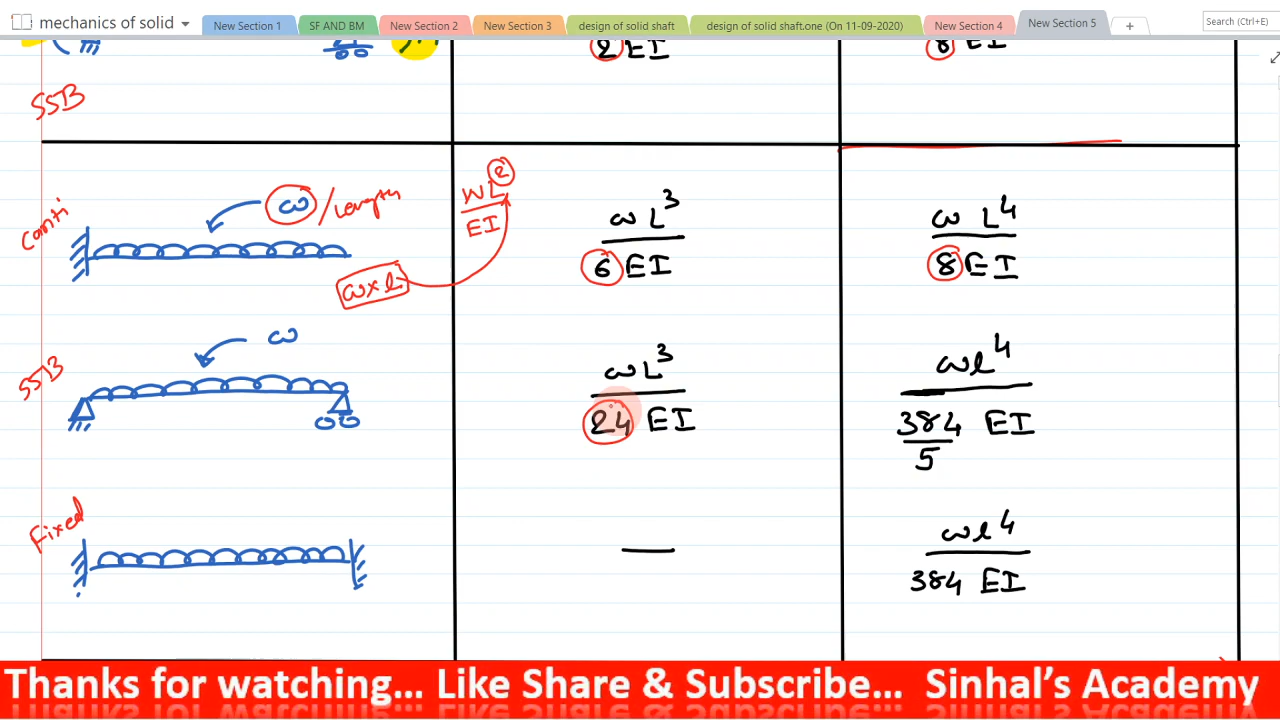 mechanics of solid
New Section 1
SF AND BM
New Section 2
New Section 3
design of solid shaft
design of solid shaft.one (On 11-09-2020)
New Section 4
New Section 5
+
Search (Ctrl+E)
2 EI
8 EI
SSB
Canti
ω /Length
WL²
EI
ω L³
6 EI
ω L⁴
8 EI
ω×l
SSB
ω
ωL³
24 EI
ωl⁴
384 EI
5
Fixed
—
ωl⁴
384 EI
Thanks for watching... Like Share & Subscribe... Sinhal's Academy